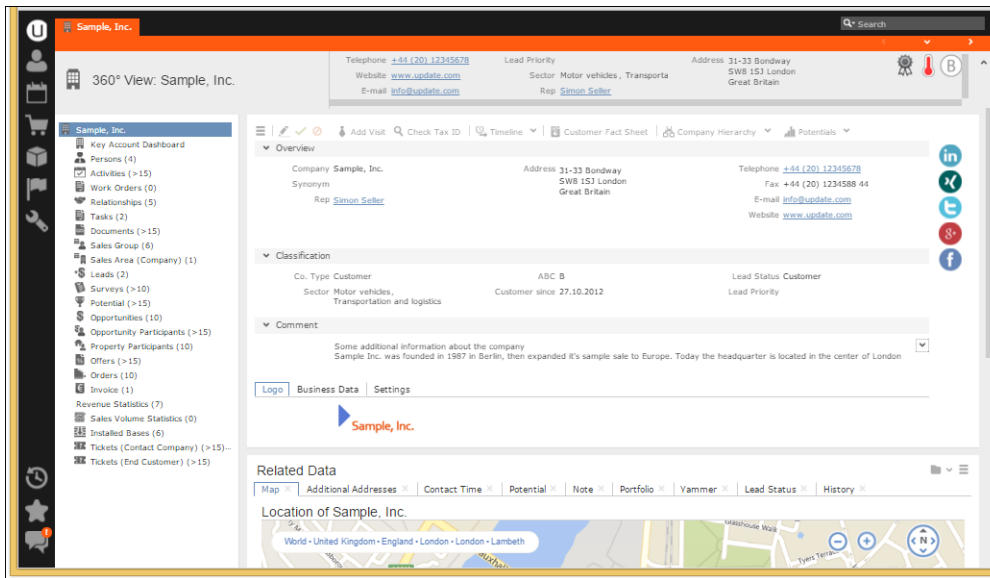 Sample, Inc.
Search
360° View: Sample, Inc.
Telephone +44 (20) 12345678
Website www.update.com
E-mail info@update.com
Lead Priority
Sector Motor vehicles, Transporta
Rep Simon Seller
Address 31-33 Bondway
SW8 1SJ London
Great Britain
B
Sample, Inc.
Key Account Dashboard
Persons (4)
Activities (>15)
Work Orders (0)
Relationships (5)
Tasks (2)
Documents (>15)
Sales Group (6)
Sales Area (Company) (1)
Leads (2)
Surveys (>10)
Potential (>15)
Opportunities (10)
Opportunity Participants (>15)
Property Participants (10)
Offers (>15)
Orders (10)
Invoice (1)
Revenue Statistics (7)
Sales Volume Statistics (0)
Installed Bases (6)
Tickets (Contact Company) (>15)...
Tickets (End Customer) (>15)
Add Visit Check Tax ID Timeline Customer Fact Sheet Company Hierarchy Potentials
Overview
Company Sample, Inc.
Synonym
Rep Simon Seller
Address 31-33 Bondway
SW8 1SJ London
Great Britain
Telephone +44 (20) 12345678
Fax +44 (20) 1234588 44
E-mail info@update.com
Website www.update.com
Classification
Co. Type Customer
ABC B
Lead Status Customer
Sector Motor vehicles,
Transportation and logistics
Customer since 27.10.2012
Lead Priority
Comment
Some additional information about the company
Sample Inc. was founded in 1987 in Berlin, then expanded it's sample sale to Europe. Today the headquarter is located in the center of London
Logo Business Data Settings
Sample, Inc.
Related Data
Map Additional Addresses Contact Time Potential Note Portfolio Yammer Lead Status History
Location of Sample, Inc.
World • United Kingdom • England • London • London • Lambeth
Glasshouse Walk
Tyers Terrace
N